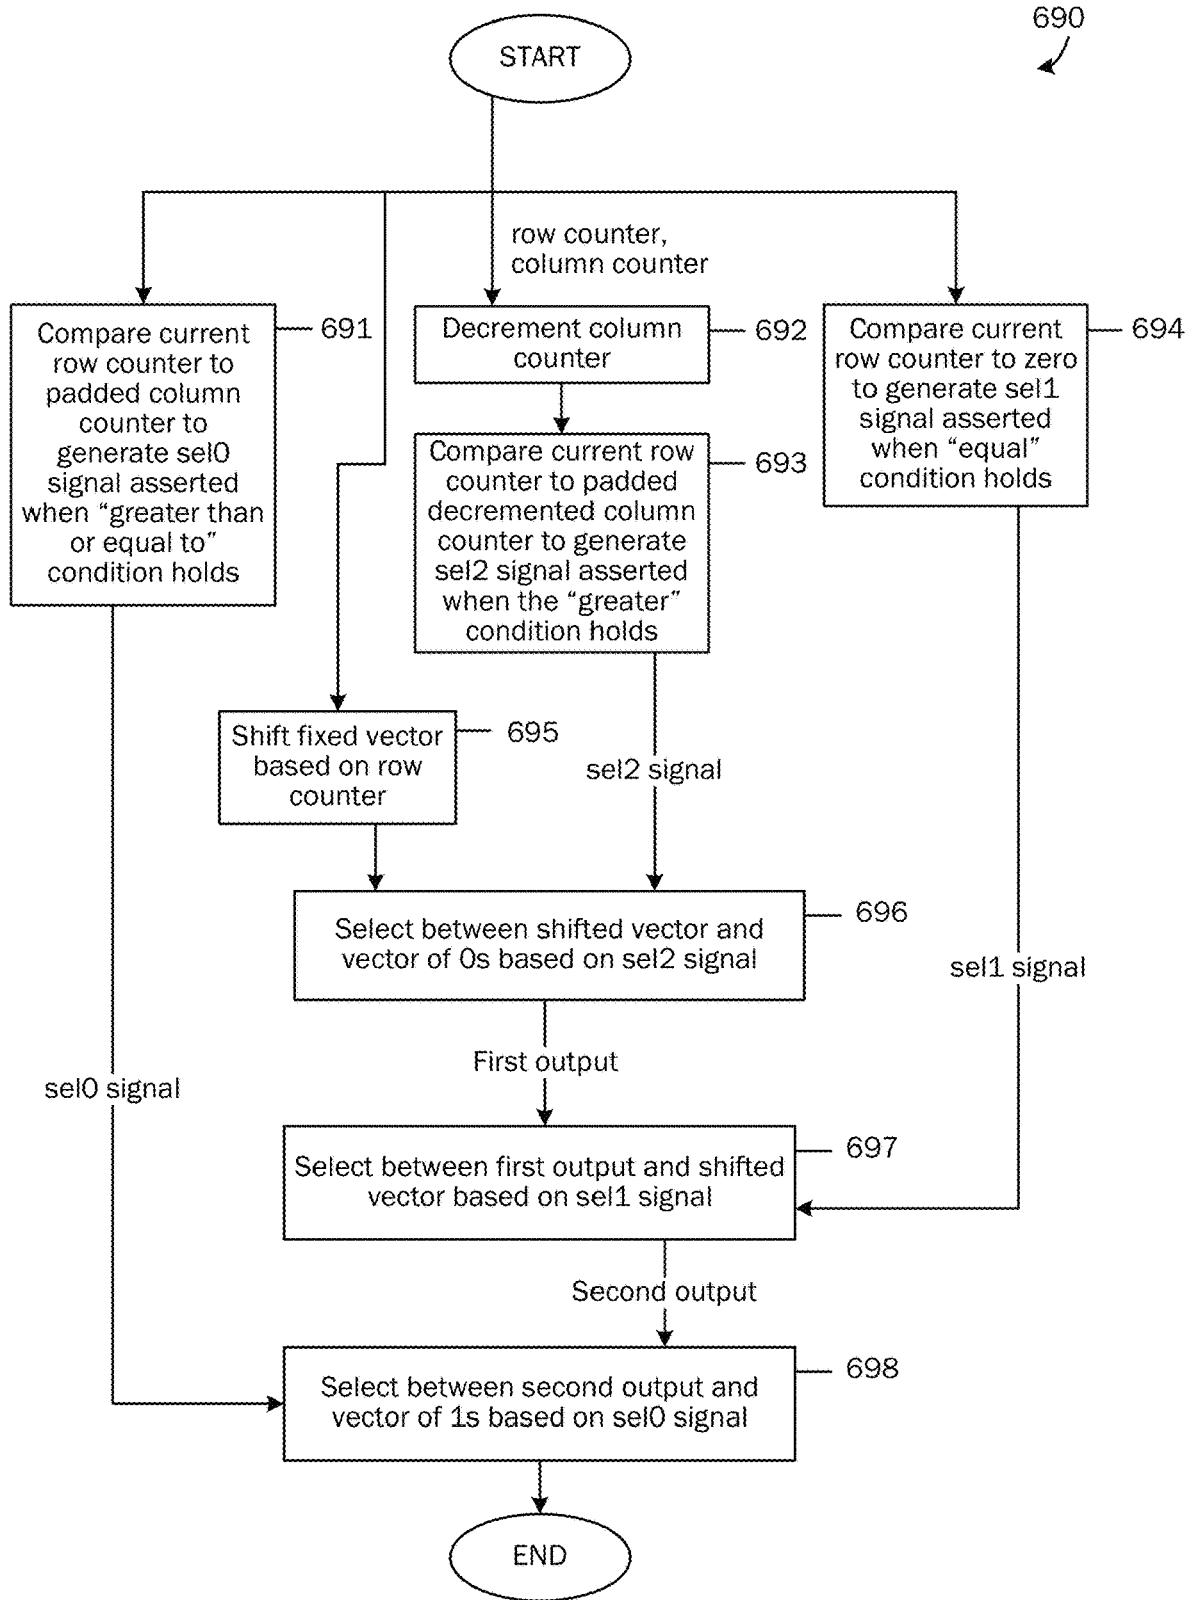 690
START
row counter,
column counter
Compare current
row counter to
padded column
counter to
generate sel0
signal asserted
when “greater than
or equal to”
condition holds
691
Decrement column
counter
692
Compare current
row counter to zero
to generate sel1
signal asserted
when “equal”
condition holds
694
Compare current row
counter to padded
decremented column
counter to generate
sel2 signal asserted
when the “greater”
condition holds
693
Shift fixed vector
based on row
counter
695
sel2 signal
Select between shifted vector and
vector of 0s based on sel2 signal
696
sel1 signal
First output
sel0 signal
Select between first output and shifted
vector based on sel1 signal
697
Second output
Select between second output and
vector of 1s based on sel0 signal
698
END